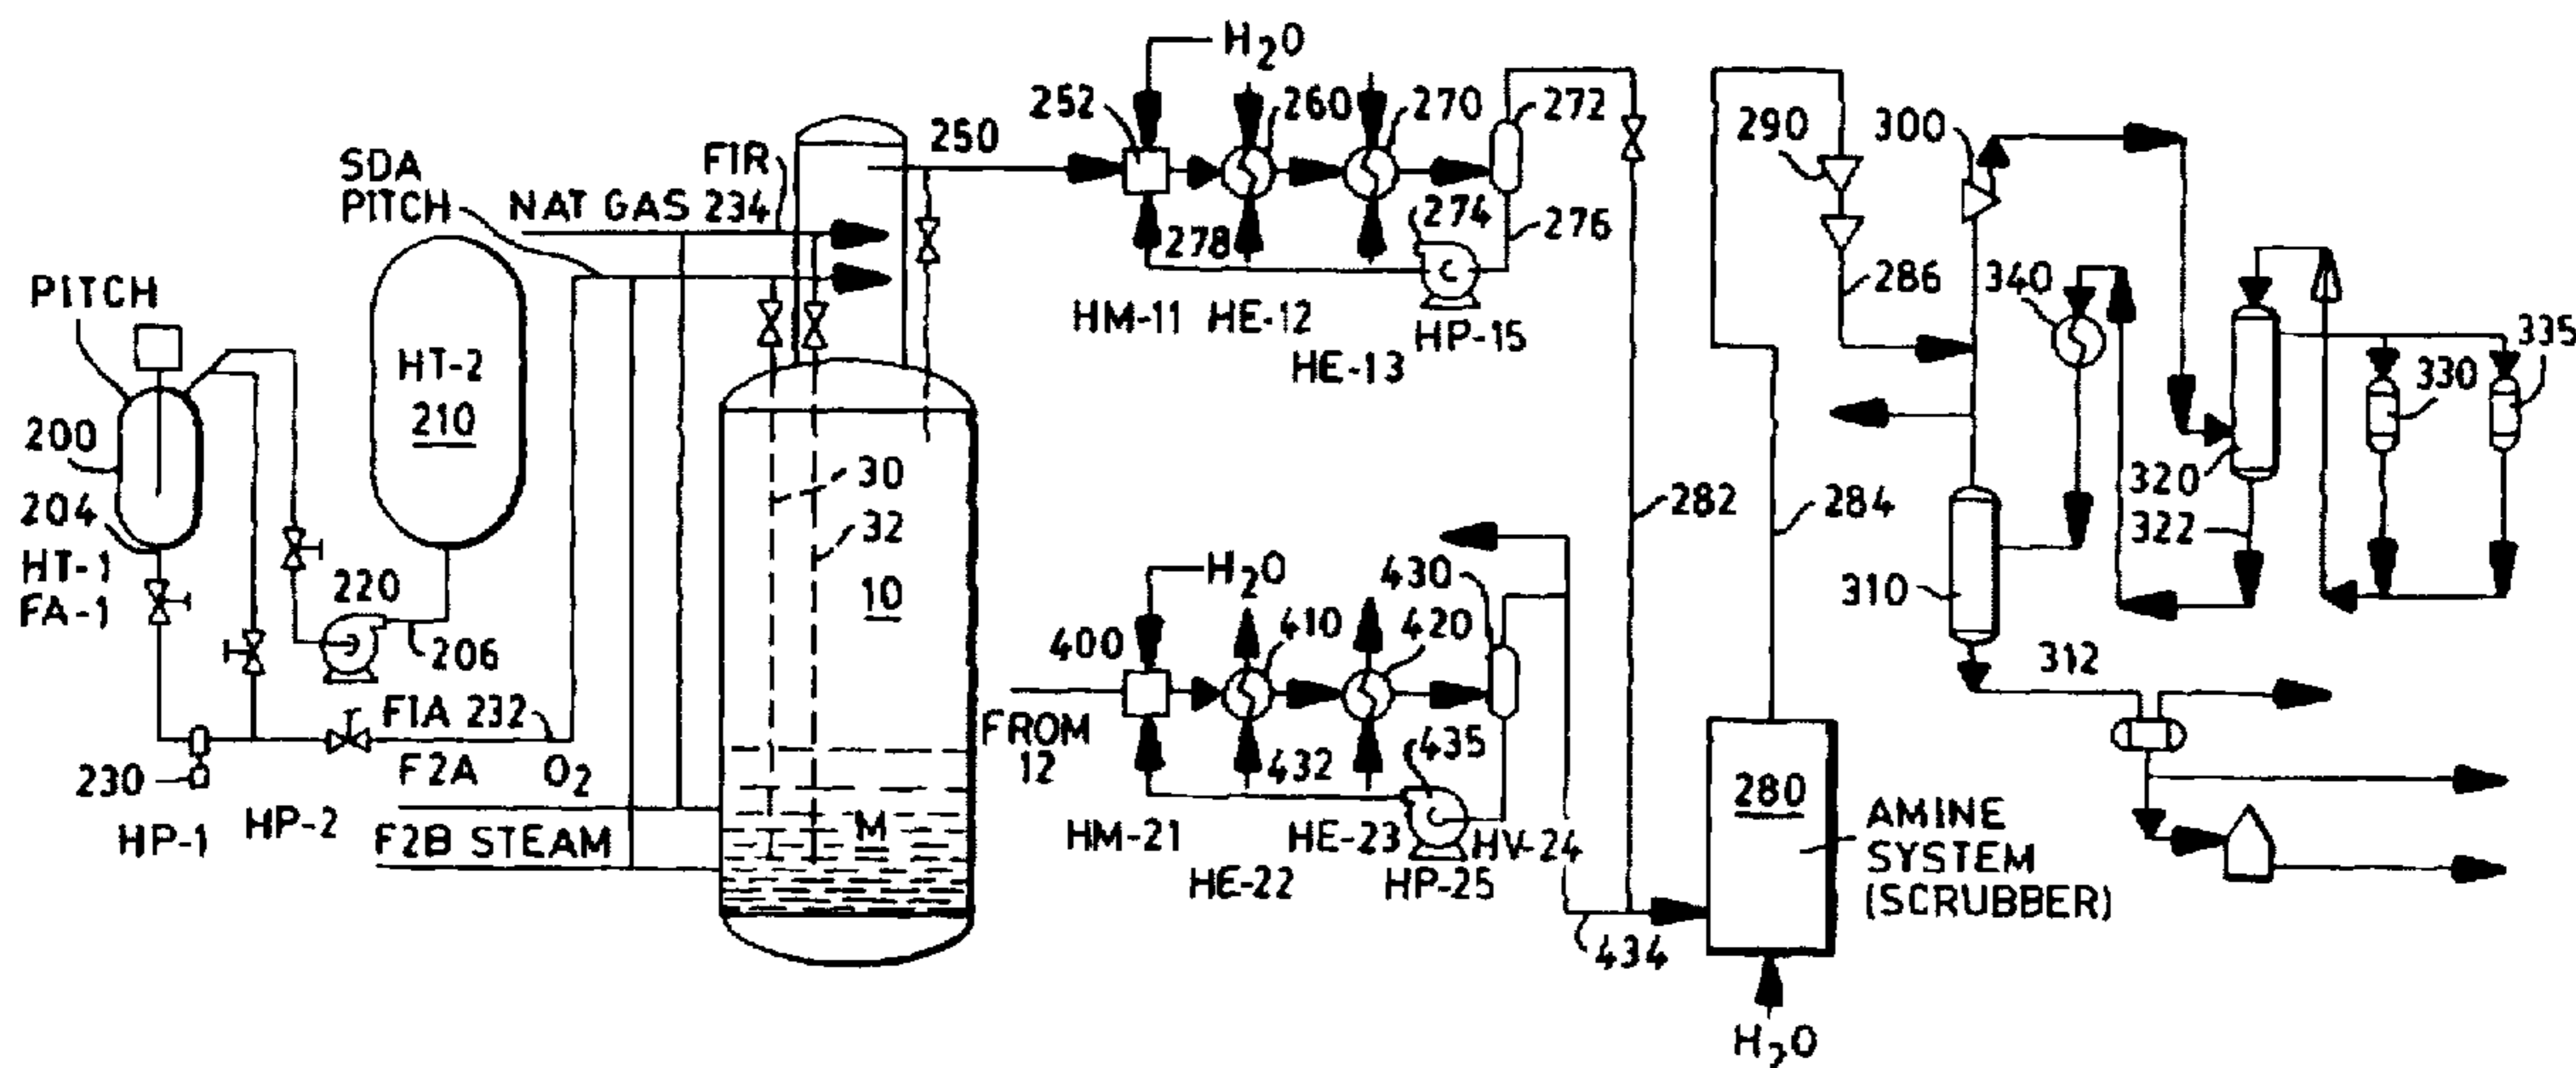 H2O
252
260
270
272
290
300
250
SDA
PITCH
F1R
NAT GAS 234
278
274
276
286
340
335
PITCH
HT-2
210
HM-11
HE-12
HP-15
HE-13
330
200
204
HT-1
FA-1
220
206
30
32
10
282
284
320
322
H2O
430
310
400
410
420
312
FROM
12
F1A 232
F2A
O2
230
HP-1
HP-2
F2B STEAM
M
432
435
HM-21
HE-23
HV-24
HE-22
HP-25
434
280
AMINE
SYSTEM
(SCRUBBER)
H2O